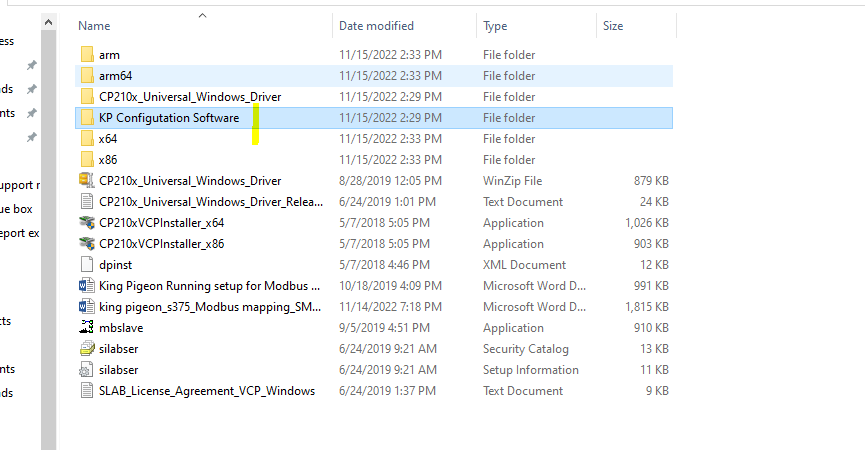 Name Date modified Type Size
ess
arm 11/15/2022 2:33 PM File folder
arm64 11/15/2022 2:33 PM File folder
ds CP210x_Universal_Windows_Driver 11/15/2022 2:29 PM File folder
nts KP Configutation Software 11/15/2022 2:29 PM File folder
x64 11/15/2022 2:33 PM File folder
x86 11/15/2022 2:33 PM File folder
upport r CP210x_Universal_Windows_Driver 8/28/2019 12:05 PM WinZip File 879 KB
ue box CP210x_Universal_Windows_Driver_Relea... 6/24/2019 1:01 PM Text Document 24 KB
eport ex CP210xVCPInstaller_x64 5/7/2018 5:05 PM Application 1,026 KB
CP210xVCPInstaller_x86 5/7/2018 5:05 PM Application 903 KB
dpinst 5/7/2018 4:46 PM XML Document 12 KB
King Pigeon Running setup for Modbus ... 10/18/2019 4:09 PM Microsoft Word D... 991 KB
cts king pigeon_s375_Modbus mapping_SM... 11/14/2022 7:18 PM Microsoft Word D... 1,815 KB
mbslave 9/5/2019 4:51 PM Application 910 KB
silabser 6/24/2019 9:21 AM Security Catalog 13 KB
nts silabser 6/24/2019 9:21 AM Setup Information 11 KB
ds SLAB_License_Agreement_VCP_Windows 6/24/2019 1:37 PM Text Document 9 KB